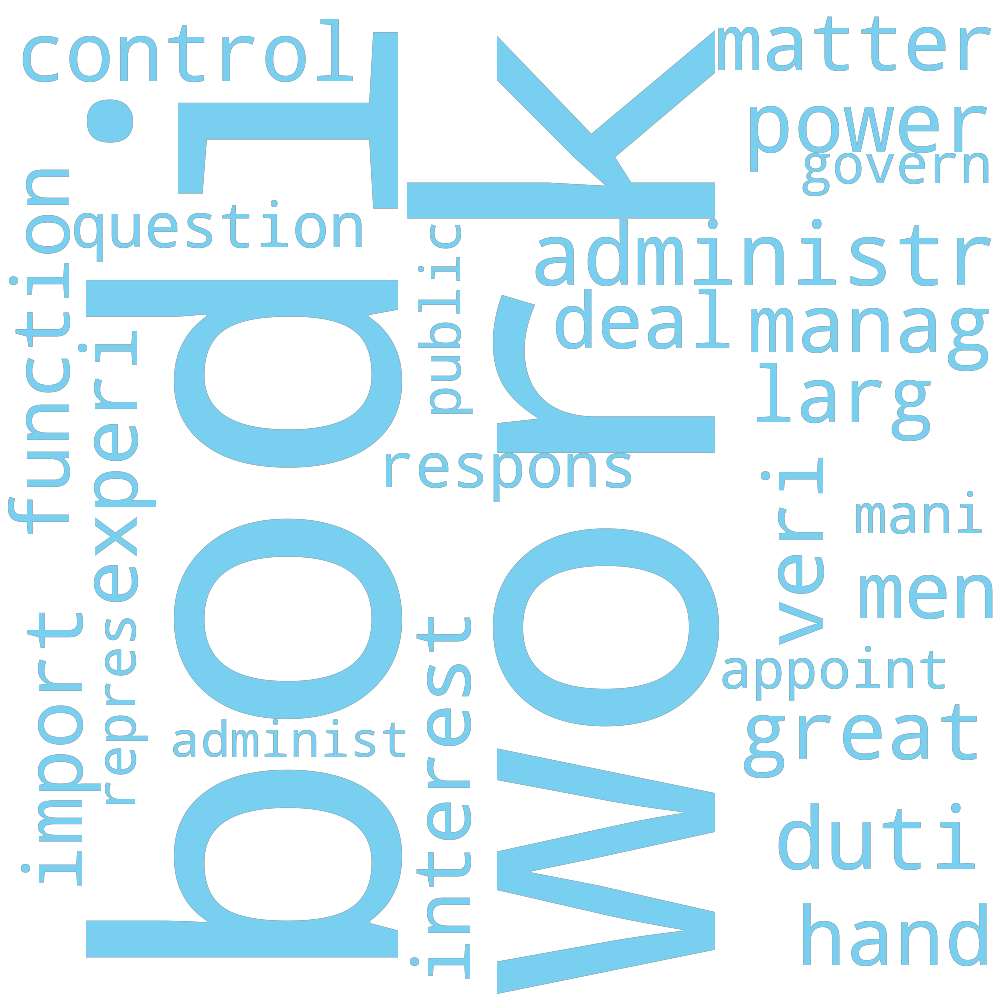 control
matter
power
govern
question
function
experi
bodi
work
public
administr
deal
manag
larg
respons
veri
mani
men
import
repres
administ
interest
appoint
great
duti
hand